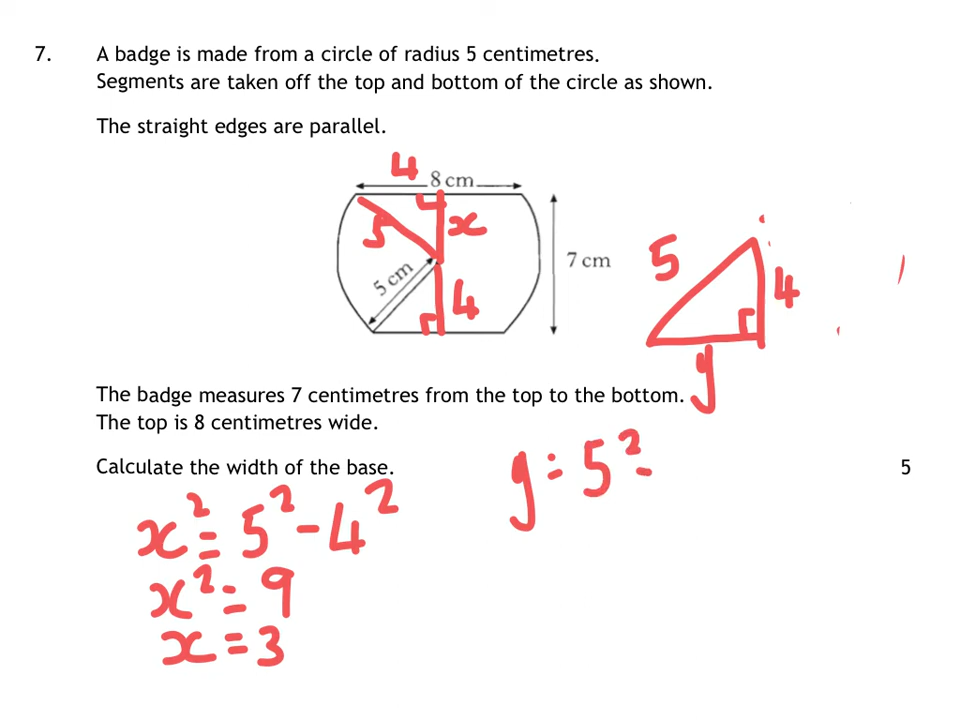 7. A badge is made from a circle of radius 5 centimetres.
Segments are taken off the top and bottom of the circle as shown.
The straight edges are parallel.
4
8 cm
5
x
5 cm
4
7 cm
5
4
y
The badge measures 7 centimetres from the top to the bottom.
The top is 8 centimetres wide.
Calculate the width of the base.
5
x² = 5² - 4²
x² = 9
x = 3
y = 5² -